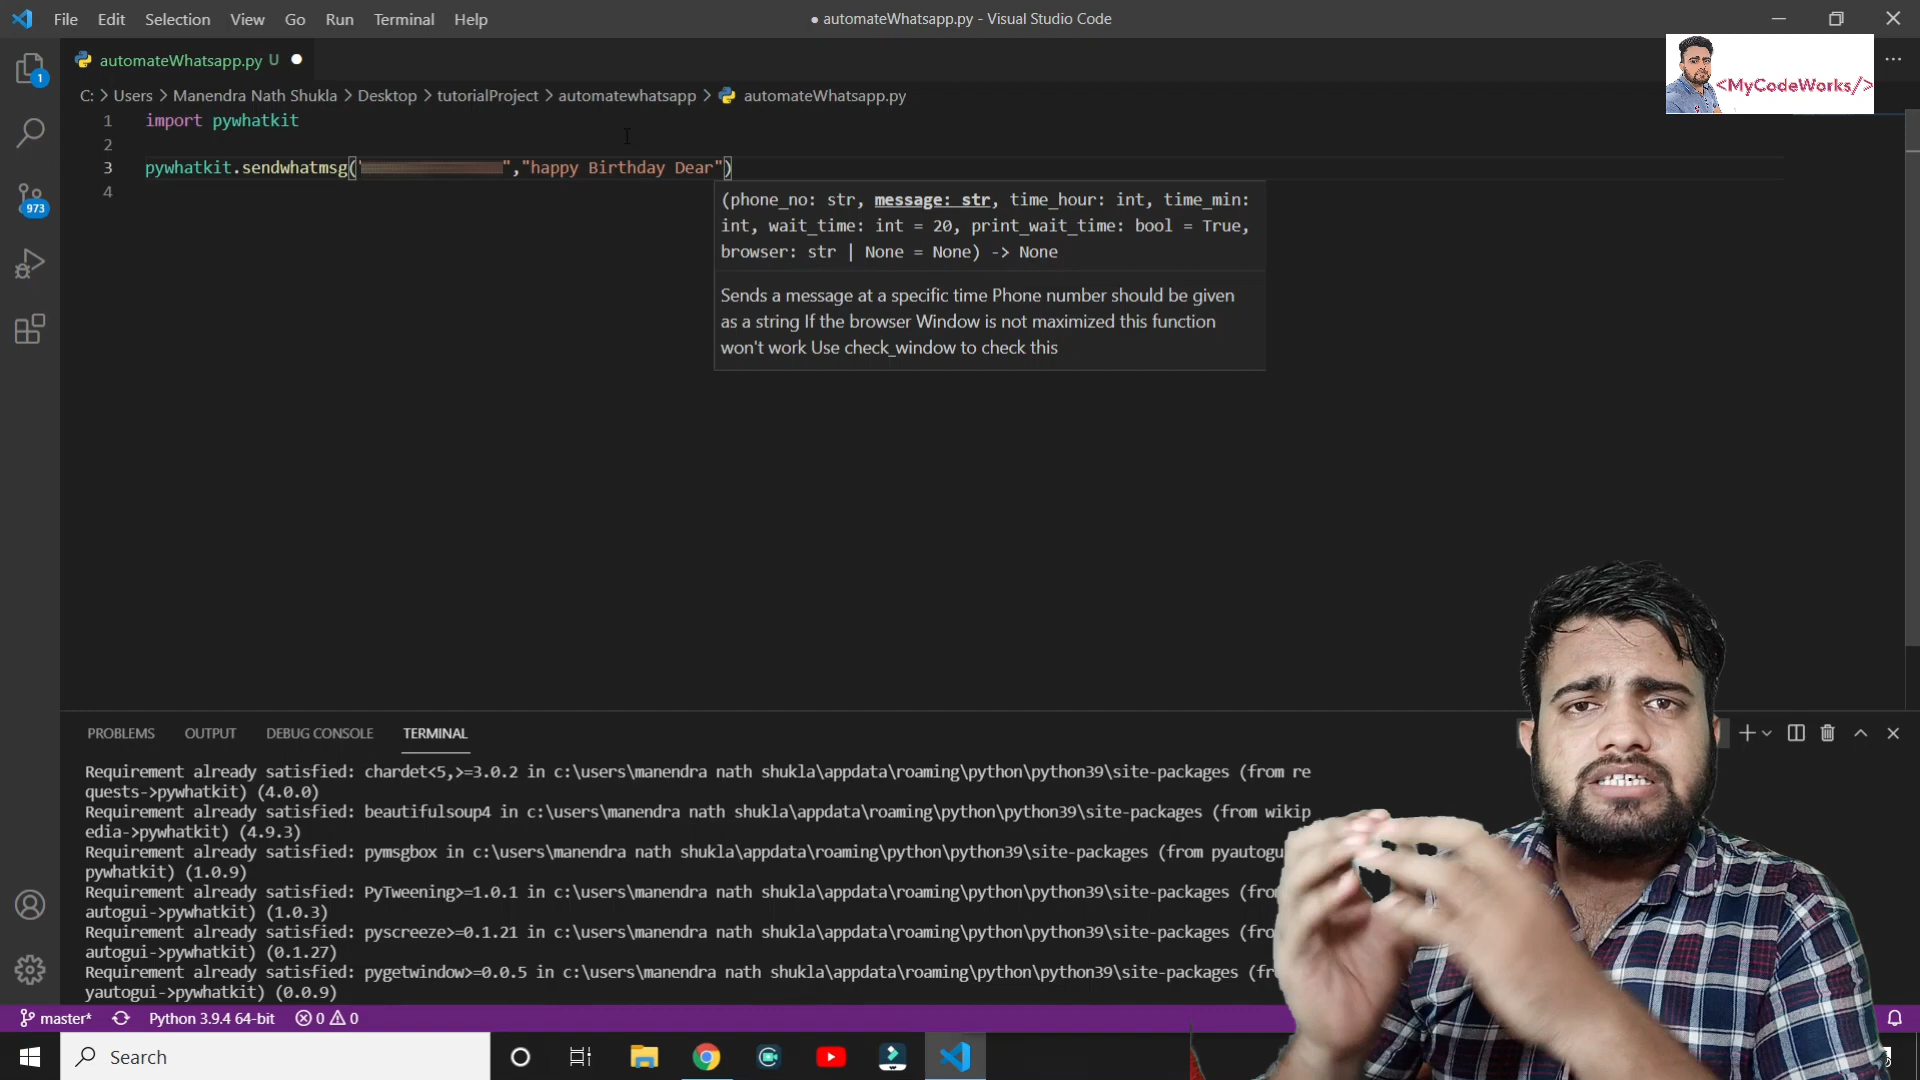 File Edit Selection View Go Run Terminal Help
● automateWhatsapp.py - Visual Studio Code
automateWhatsapp.py U
<MyCodeWorks/>
C: > Users > Manendra Nath Shukla > Desktop > tutorialProject > automatewhatsapp > automateWhatsapp.py
1 import pywhatkit
2
3 pywhatkit.sendwhatmsg("","happy Birthday Dear")
4
(phone_no: str, message: str, time_hour: int, time_min:
int, wait_time: int = 20, print_wait_time: bool = True,
browser: str | None = None) -> None
Sends a message at a specific time Phone number should be given
as a string If the browser Window is not maximized this function
won't work Use check_window to check this
1
973
PROBLEMS OUTPUT DEBUG CONSOLE TERMINAL
Requirement already satisfied: chardet<5,>=3.0.2 in c:\users\manendra nath shukla\appdata\roaming\python\python39\site-packages (from re
quests->pywhatkit) (4.0.0)
Requirement already satisfied: beautifulsoup4 in c:\users\manendra nath shukla\appdata\roaming\python\python39\site-packages (from wikip
edia->pywhatkit) (4.9.3)
Requirement already satisfied: pymsgbox in c:\users\manendra nath shukla\appdata\roaming\python\python39\site-packages (from pyautogu
pywhatkit) (1.0.9)
Requirement already satisfied: PyTweening>=1.0.1 in c:\users\manendra nath shukla\appdata\roaming\python\python39\site-packages (
autogui->pywhatkit) (1.0.3)
Requirement already satisfied: pyscreeze>=0.1.21 in c:\users\manendra nath shukla\appdata\roaming\python\python39\site-packages (fro
autogui->pywhatkit) (0.1.27)
Requirement already satisfied: pygetwindow>=0.0.5 in c:\users\manendra nath shukla\appdata\roaming\python\python39\site-packages (fr
yautogui->pywhatkit) (0.0.9)
master* Python 3.9.4 64-bit 0 0
Search